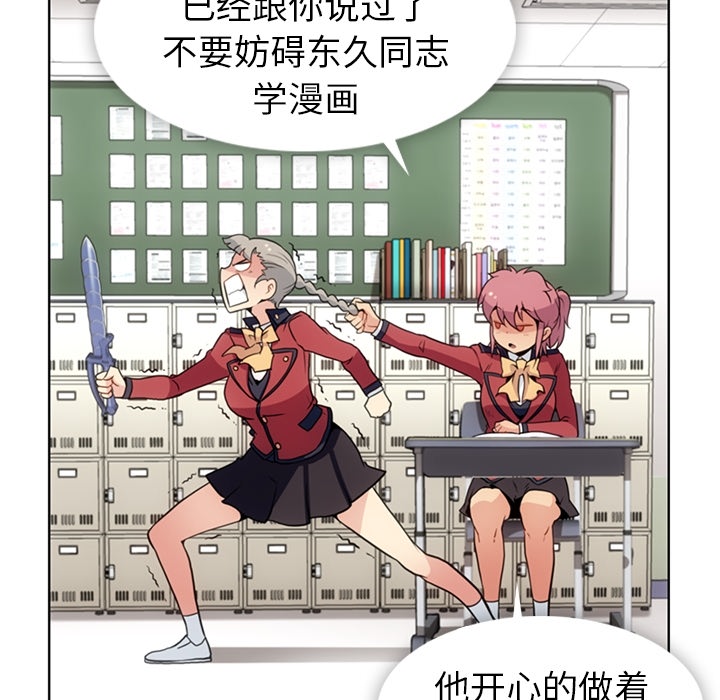 已经跟你说过了
不要妨碍东久同志
学漫画
他开心的做着